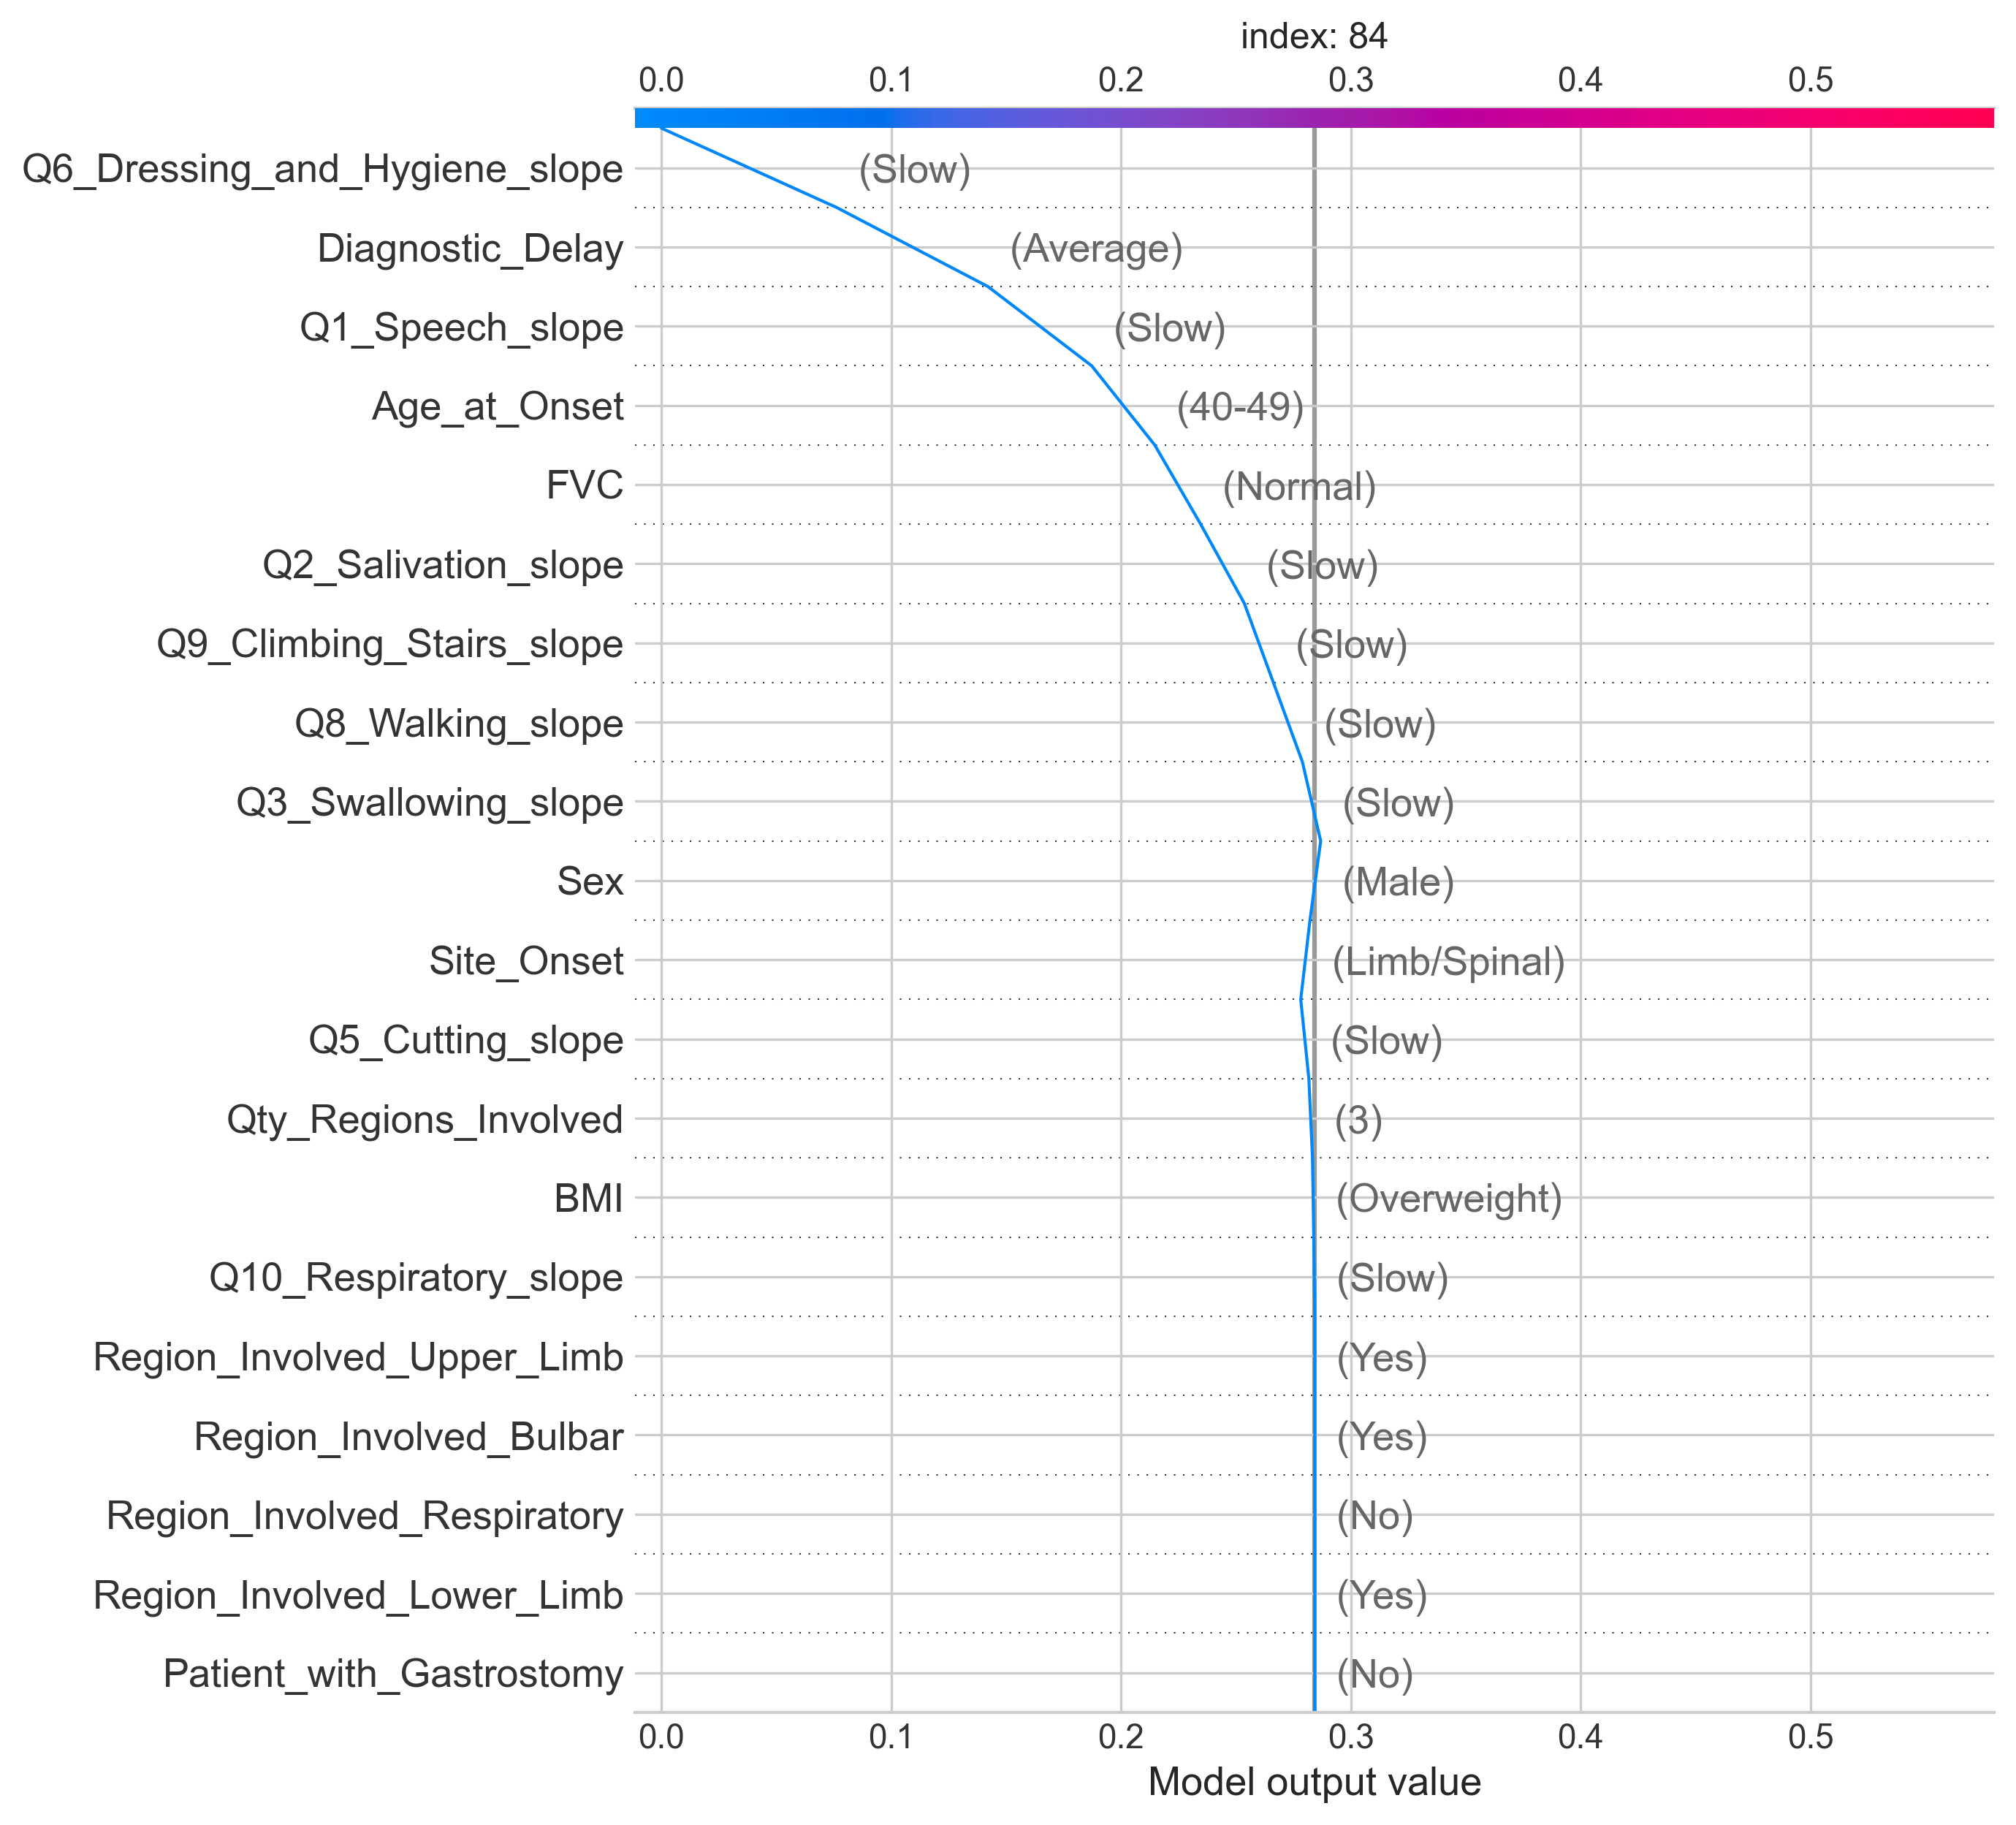 index: 84
0.0 0.1 0.2 0.3 0.4 0.5
Q6_Dressing_and_Hygiene_slope (Slow)
Diagnostic_Delay (Average)
Q1_Speech_slope (Slow)
Age_at_Onset (40-49)
FVC (Normal)
Q2_Salivation_slope (Slow)
Q9_Climbing_Stairs_slope (Slow)
Q8_Walking_slope (Slow)
Q3_Swallowing_slope (Slow)
Sex (Male)
Site_Onset (Limb/Spinal)
Q5_Cutting_slope (Slow)
Qty_Regions_Involved (3)
BMI (Overweight)
Q10_Respiratory_slope (Slow)
Region_Involved_Upper_Limb (Yes)
Region_Involved_Bulbar (Yes)
Region_Involved_Respiratory (No)
Region_Involved_Lower_Limb (Yes)
Patient_with_Gastrostomy (No)
0.0 0.1 0.2 0.3 0.4 0.5
Model output value